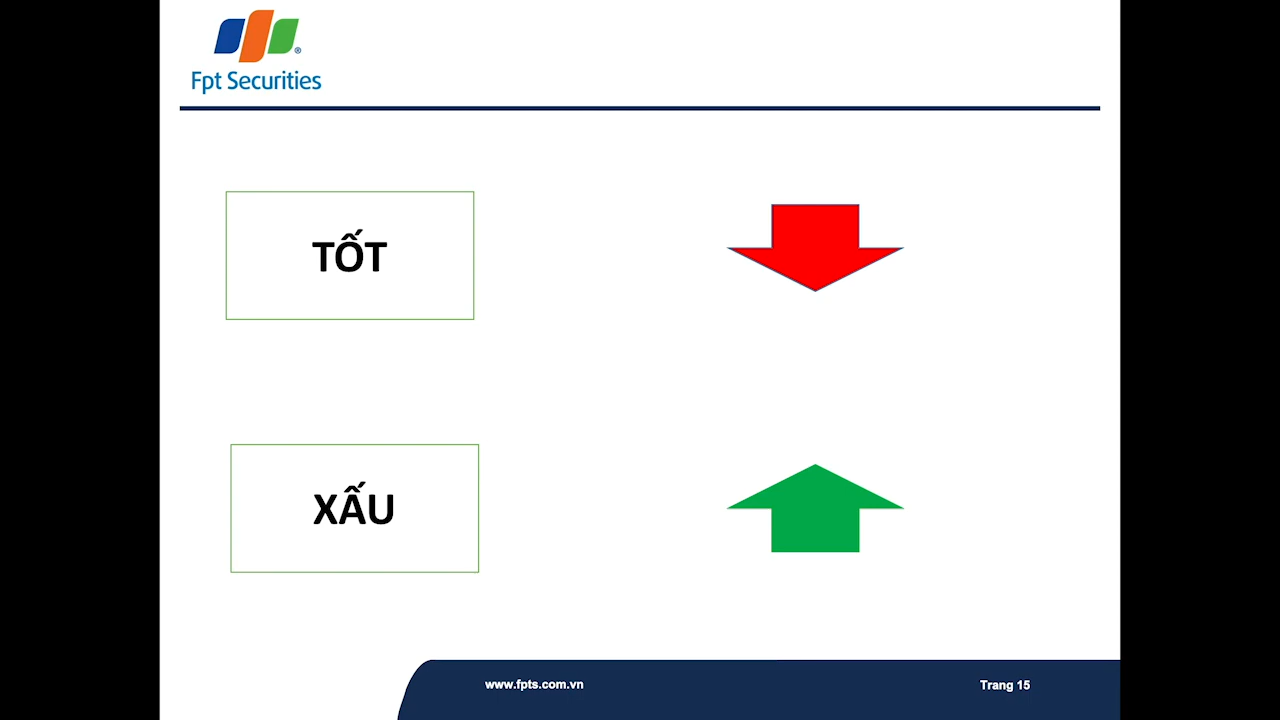 Fpt Securities
TỐT
XẤU
www.fpts.com.vn
Trang 15